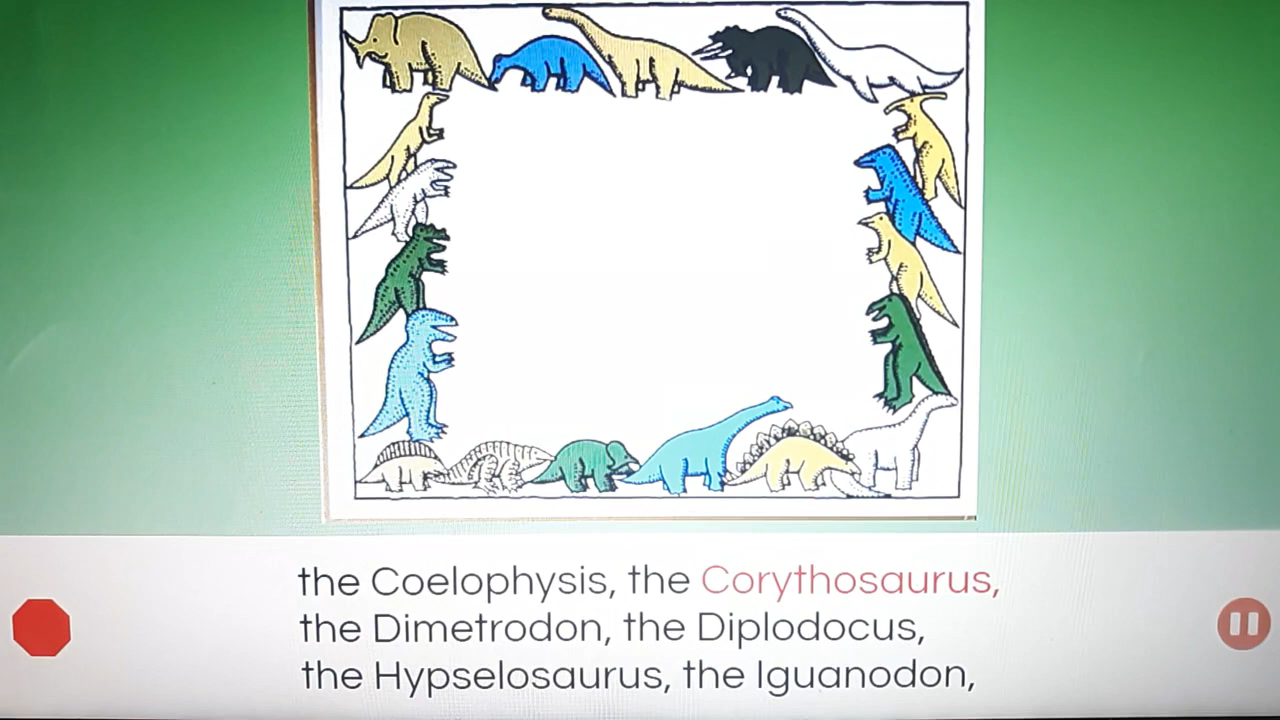 the Coelophysis, the Corythosaurus,
the Dimetrodon, the Diplodocus,
the Hypselosaurus, the Iguanodon,